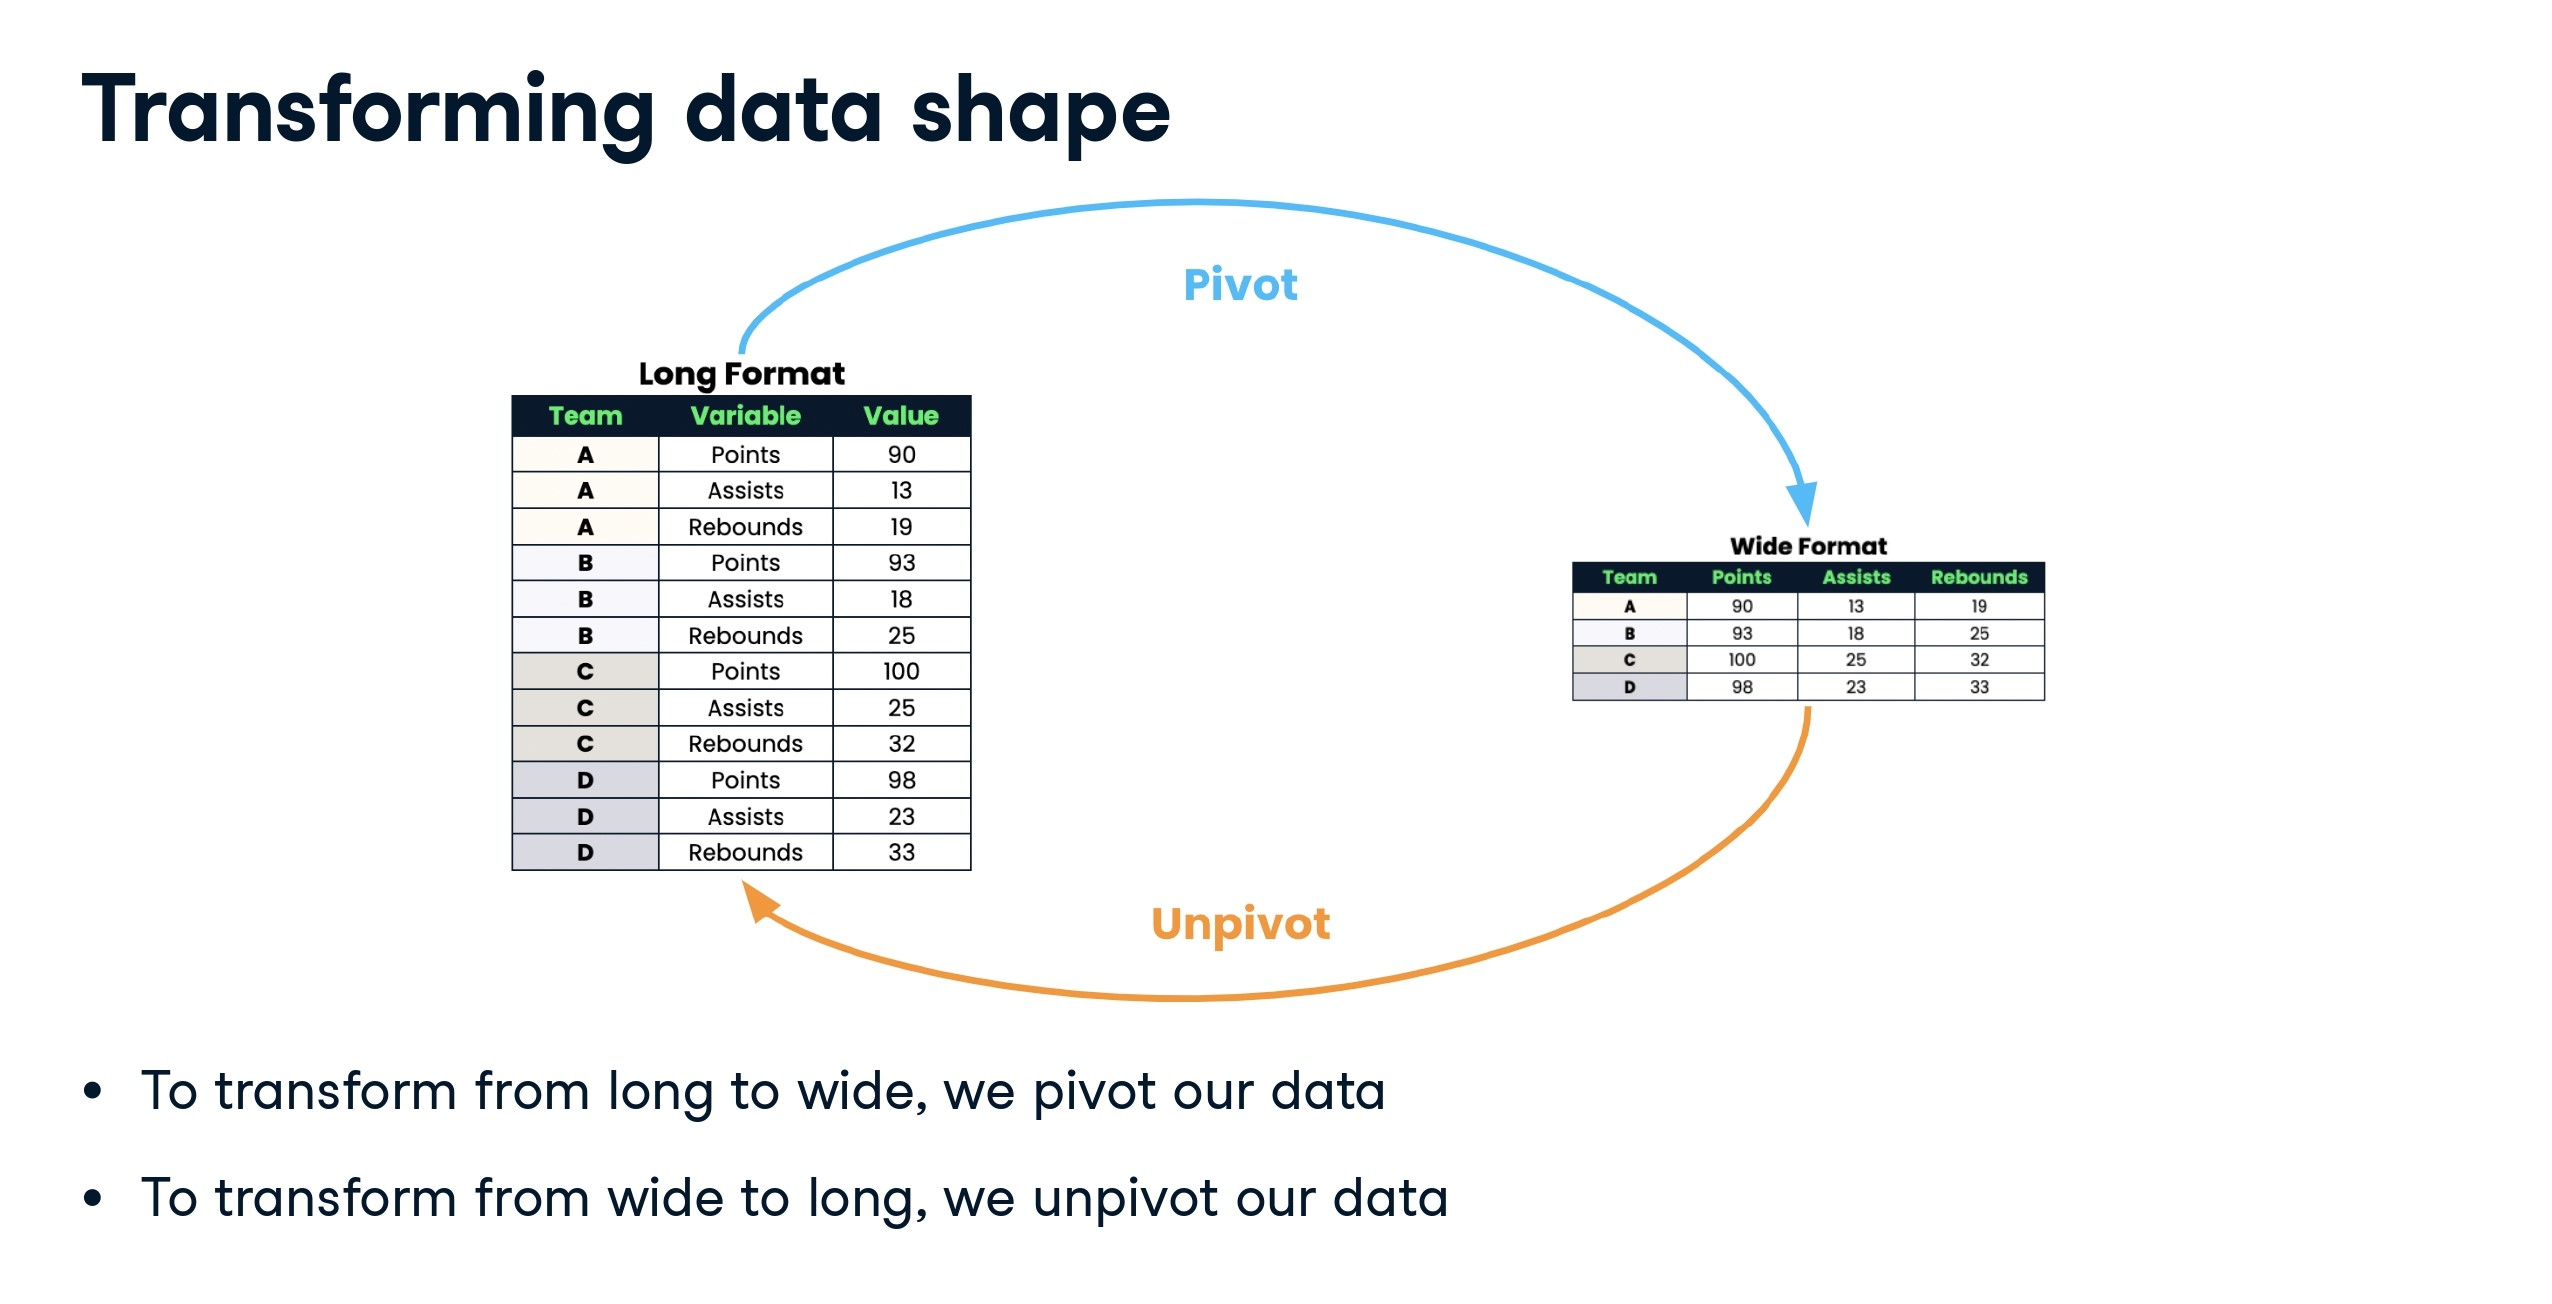 Transforming data shape
Pivot
Long Format
Team Variable Value
A Points 90
A Assists 13
A Rebounds 19
B Points 93
B Assists 18
B Rebounds 25
C Points 100
C Assists 25
C Rebounds 32
D Points 98
D Assists 23
D Rebounds 33
Wide Format
Team Points Assists Rebounds
A 90 13 19
B 93 18 25
C 100 25 32
D 98 23 33
Unpivot
• To transform from long to wide, we pivot our data
• To transform from wide to long, we unpivot our data